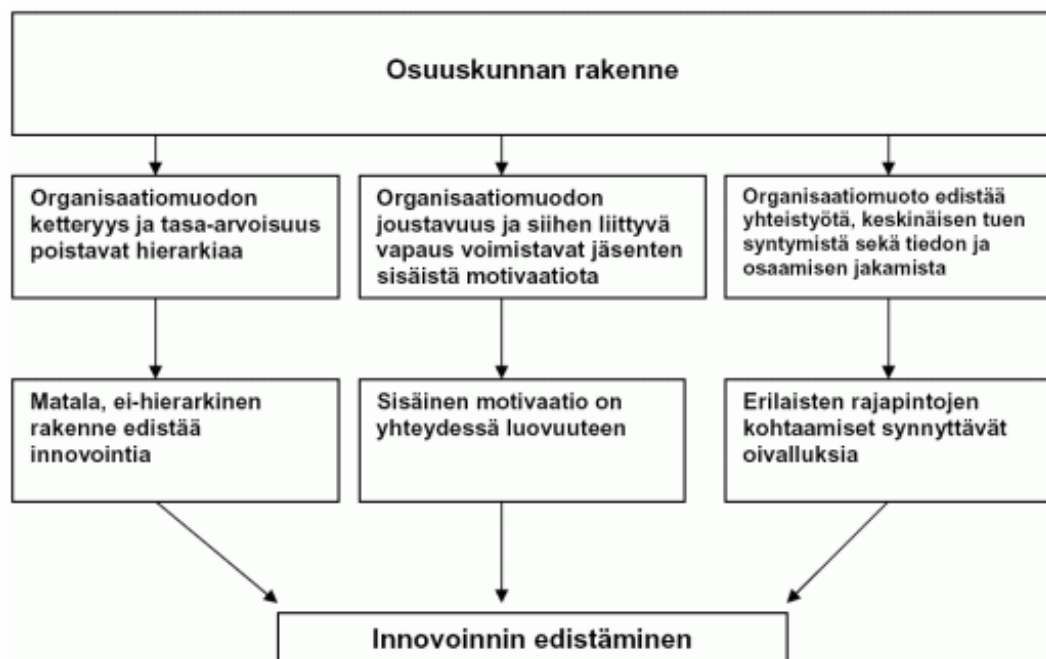 Osuuskunnan rakenne
Organisaatiomuodon
ketteryys ja tasa-arvoisuus
poistavat hierarkiaa
Organisaatiomuodon
joustavuus ja siihen liittyvä
vapaus voimistavat jäsenten
sisäistä motivaatiota
Organisaatiomuoto edistää
yhteistyötä, keskinäisen tuen
syntymistä sekä tiedon ja
osaamisen jakamista
Matala, ei-hierarkinen
rakenne edistää
innovointia
Sisäinen motivaatio on
yhteydessä luovuuteen
Erilaisten rajapintojen
kohtaamiset synnyttävät
oivalluksia
Innovoinnin edistäminen